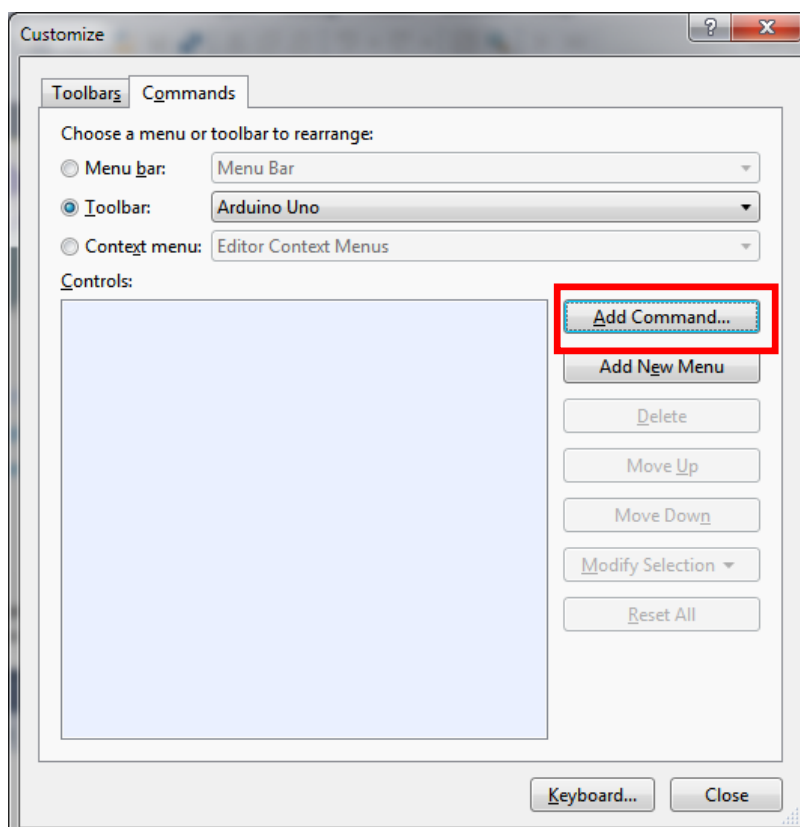 Customize
Toolbars Commands
Choose a menu or toolbar to rearrange:
Menu bar: Menu Bar
Toolbar: Arduino Uno
Context menu: Editor Context Menus
Controls:
Add Command...
Add New Menu
Delete
Move Up
Move Down
Modify Selection
Reset All
Keyboard... Close